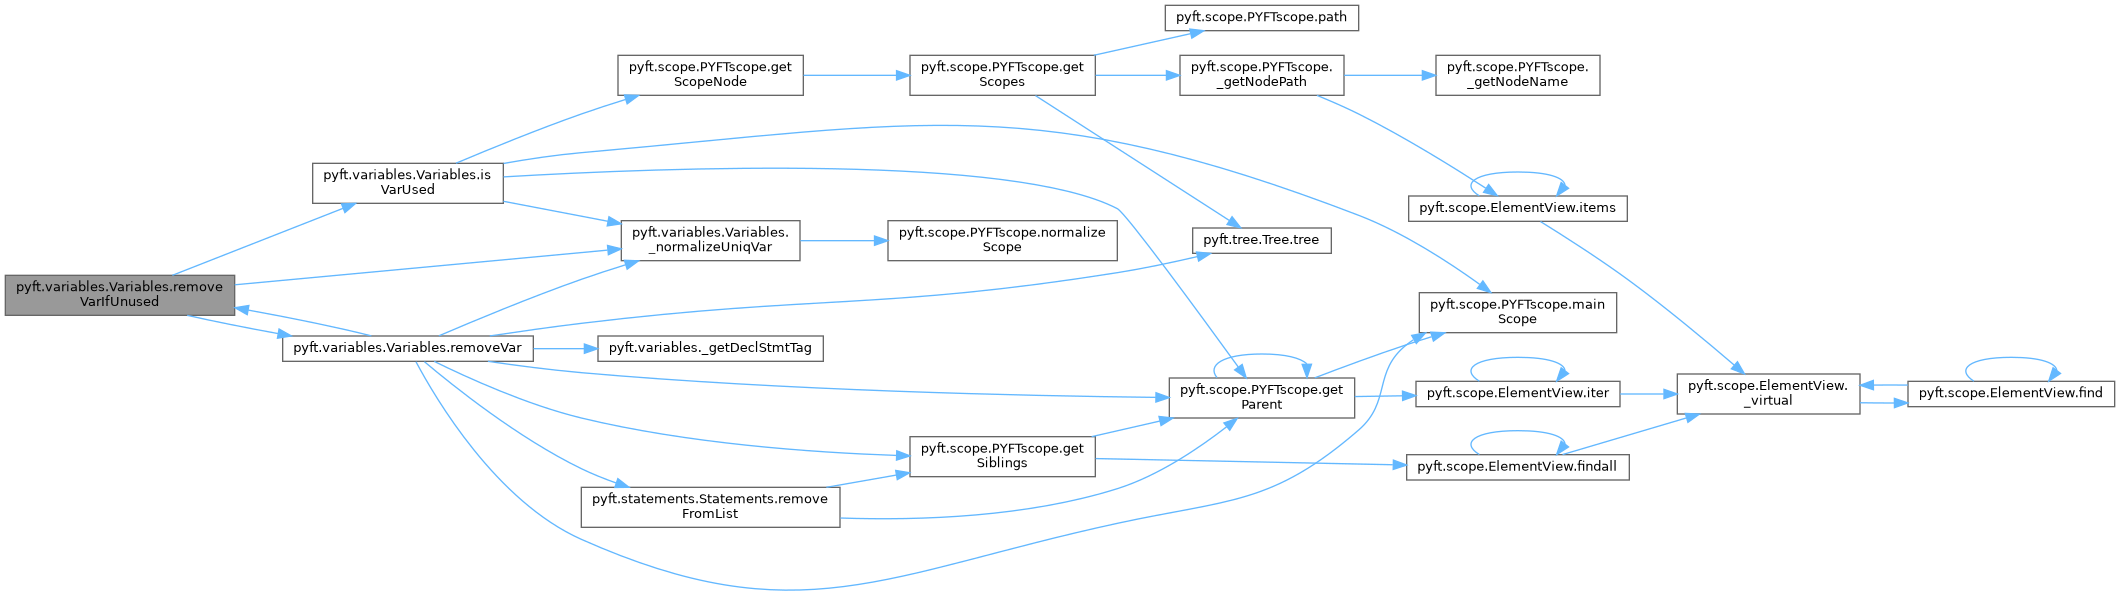 pyft.scope.PYFTscope.path
pyft.scope.PYFTscope.get
ScopeNode
pyft.scope.PYFTscope.get
Scopes
pyft.scope.PYFTscope.
_getNodePath
pyft.scope.PYFTscope.
_getNodeName
pyft.variables.Variables.is
VarUsed
pyft.scope.ElementView.items
pyft.variables.Variables.
_normalizeUniqVar
pyft.scope.PYFTscope.normalize
Scope
pyft.tree.Tree.tree
pyft.variables.Variables.remove
VarIfUnused
pyft.scope.PYFTscope.main
Scope
pyft.variables.Variables.removeVar
pyft.variables._getDeclStmtTag
pyft.scope.PYFTscope.get
Parent
pyft.scope.ElementView.iter
pyft.scope.ElementView.
_virtual
pyft.scope.ElementView.find
pyft.scope.PYFTscope.get
Siblings
pyft.scope.ElementView.findall
pyft.statements.Statements.remove
FromList